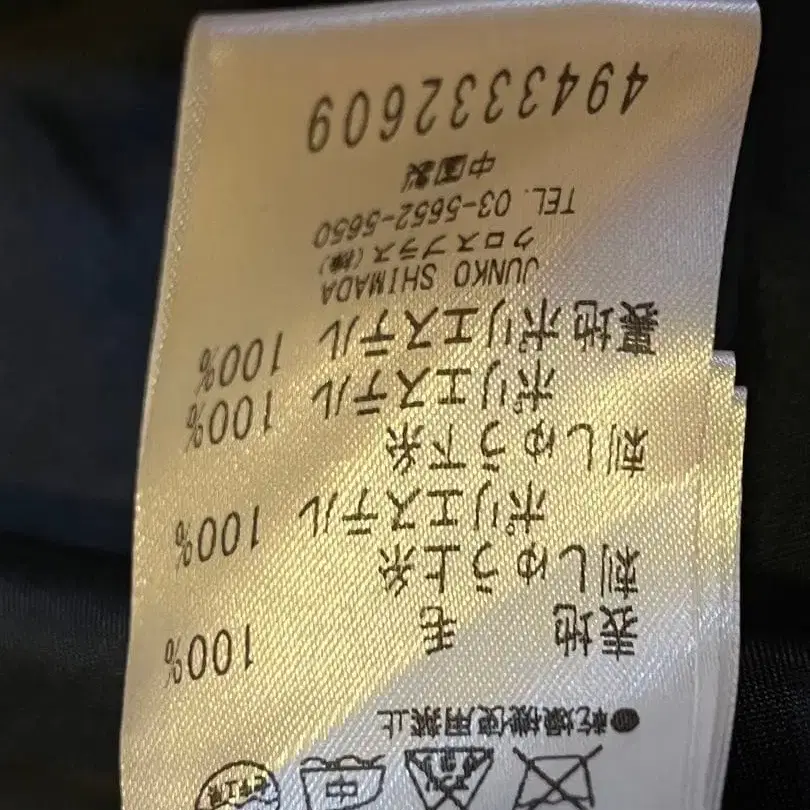 中
●乾燥機使用禁止
表地 毛 100%
刺しゅう上糸
ポリエステル 100%
刺しゅう下糸
ポリエステル 100%
裏地 ポリエステル 100%
JUNKO SHIMADA
クロスプラス(株)
TEL. 03-5652-5650
中国製
4943332609